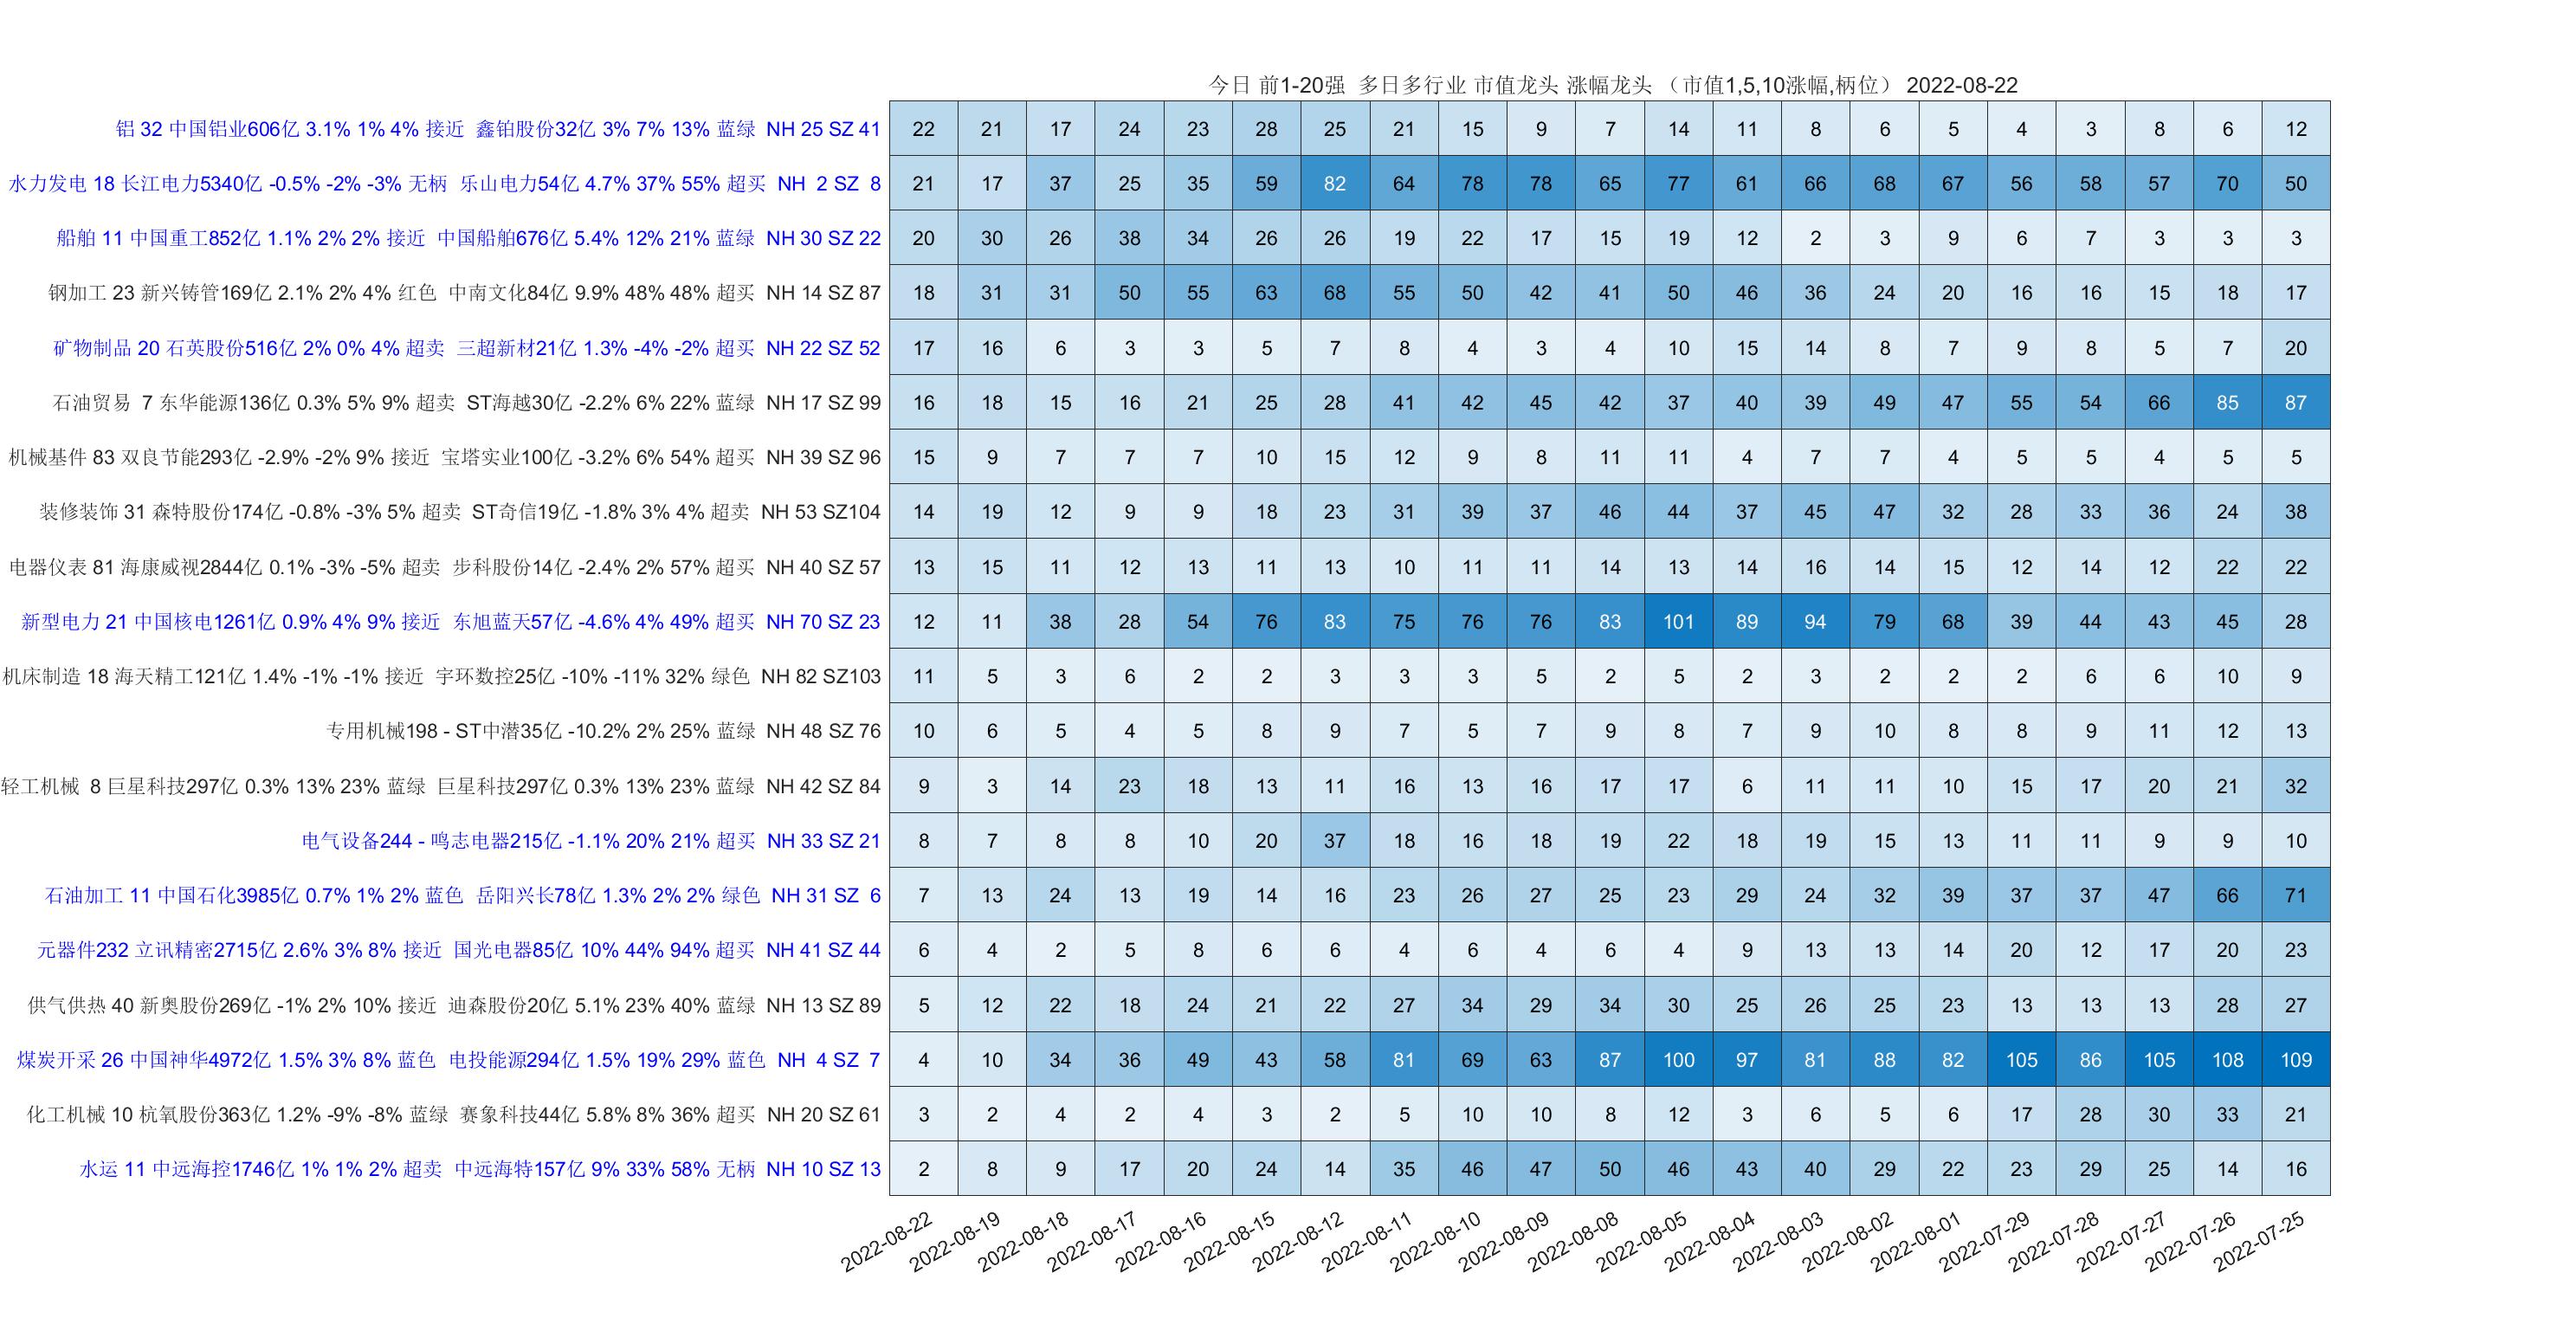 今日 前1-20强 多日多行业 市值龙头 涨幅龙头 （市值1,5,10涨幅,柄位） 2022-08-22
铝 32 中国铝业606亿 3.1% 1% 4% 接近 鑫铂股份32亿 3% 7% 13% 蓝绿 NH 25 SZ 41 22 21 17 24 23 28 25 21 15 9 7 14 11 8 6 5 4 3 8 6 12
水力发电 18 长江电力5340亿 -0.5% -2% -3% 无柄 乐山电力54亿 4.7% 37% 55% 超买 NH 2 SZ 8 21 17 37 25 35 59 82 64 78 78 65 77 61 66 68 67 56 58 57 70 50
船舶 11 中国重工852亿 1.1% 2% 2% 接近 中国船舶676亿 5.4% 12% 21% 蓝绿 NH 30 SZ 22 20 30 26 38 34 26 26 19 22 17 15 19 12 2 3 9 6 7 3 3 3
钢加工 23 新兴铸管169亿 2.1% 2% 4% 红色 中南文化84亿 9.9% 48% 48% 超买 NH 14 SZ 87 18 31 31 50 55 63 68 55 50 42 41 50 46 36 24 20 16 16 15 18 17
矿物制品 20 石英股份516亿 2% 0% 4% 超卖 三超新材21亿 1.3% -4% -2% 超买 NH 22 SZ 52 17 16 6 3 3 5 7 8 4 3 4 10 15 14 8 7 9 8 5 7 20
石油贸易 7 东华能源136亿 0.3% 5% 9% 超卖 ST海越30亿 -2.2% 6% 22% 蓝绿 NH 17 SZ 99 16 18 15 16 21 25 28 41 42 45 42 37 40 39 49 47 55 54 66 85 87
机械基件 83 双良节能293亿 -2.9% -2% 9% 接近 宝塔实业100亿 -3.2% 6% 54% 超买 NH 39 SZ 96 15 9 7 7 7 10 15 12 9 8 11 11 4 7 7 4 5 5 4 5 5
装修装饰 31 森特股份174亿 -0.8% -3% 5% 超卖 ST奇信19亿 -1.8% 3% 4% 超卖 NH 53 SZ104 14 19 12 9 9 18 23 31 39 37 46 44 37 45 47 32 28 33 36 24 38
电器仪表 81 海康威视2844亿 0.1% -3% -5% 超卖 步科股份14亿 -2.4% 2% 57% 超买 NH 40 SZ 57 13 15 11 12 13 11 13 10 11 11 14 13 14 16 14 15 12 14 12 22 22
新型电力 21 中国核电1261亿 0.9% 4% 9% 接近 东旭蓝天57亿 -4.6% 4% 49% 超买 NH 70 SZ 23 12 11 38 28 54 76 83 75 76 76 83 101 89 94 79 68 39 44 43 45 28
机床制造 18 海天精工121亿 1.4% -1% -1% 接近 宇环数控25亿 -10% -11% 32% 绿色 NH 82 SZ103 11 5 3 6 2 2 3 3 3 5 2 5 2 3 2 2 2 6 6 10 9
专用机械198 - ST中潜35亿 -10.2% 2% 25% 蓝绿 NH 48 SZ 76 10 6 5 4 5 8 9 7 5 7 9 8 7 9 10 8 8 9 11 12 13
轻工机械 8 巨星科技297亿 0.3% 13% 23% 蓝绿 巨星科技297亿 0.3% 13% 23% 蓝绿 NH 42 SZ 84 9 3 14 23 18 13 11 16 13 16 17 17 6 11 11 10 15 17 20 21 32
电气设备244 - 鸣志电器215亿 -1.1% 20% 21% 超买 NH 33 SZ 21 8 7 8 8 10 20 37 18 16 18 19 22 18 19 15 13 11 11 9 9 10
石油加工 11 中国石化3985亿 0.7% 1% 2% 蓝色 岳阳兴长78亿 1.3% 2% 2% 绿色 NH 31 SZ 6 7 13 24 13 19 14 16 23 26 27 25 23 29 24 32 39 37 37 47 66 71
元器件232 立讯精密2715亿 2.6% 3% 8% 接近 国光电器85亿 10% 44% 94% 超买 NH 41 SZ 44 6 4 2 5 8 6 6 4 6 4 6 4 9 13 13 14 20 12 17 20 23
供气供热 40 新奥股份269亿 -1% 2% 10% 接近 迪森股份20亿 5.1% 23% 40% 蓝绿 NH 13 SZ 89 5 12 22 18 24 21 22 27 34 29 34 30 25 26 25 23 13 13 13 28 27
煤炭开采 26 中国神华4972亿 1.5% 3% 8% 蓝色 电投能源294亿 1.5% 19% 29% 蓝色 NH 4 SZ 7 4 10 34 36 49 43 58 81 69 63 87 100 97 81 88 82 105 86 105 108 109
化工机械 10 杭氧股份363亿 1.2% -9% -8% 蓝绿 赛象科技44亿 5.8% 8% 36% 超买 NH 20 SZ 61 3 2 4 2 4 3 2 5 10 10 8 12 3 6 5 6 17 28 30 33 21
水运 11 中远海控1746亿 1% 1% 2% 超卖 中远海特157亿 9% 33% 58% 无柄 NH 10 SZ 13 2 8 9 17 20 24 14 35 46 47 50 46 43 40 29 22 23 29 25 14 16
2022-08-22 2022-08-19 2022-08-18 2022-08-17 2022-08-16 2022-08-15 2022-08-12 2022-08-11 2022-08-10 2022-08-09 2022-08-08 2022-08-05 2022-08-04 2022-08-03 2022-08-02 2022-08-01 2022-07-29 2022-07-28 2022-07-27 2022-07-26 2022-07-25